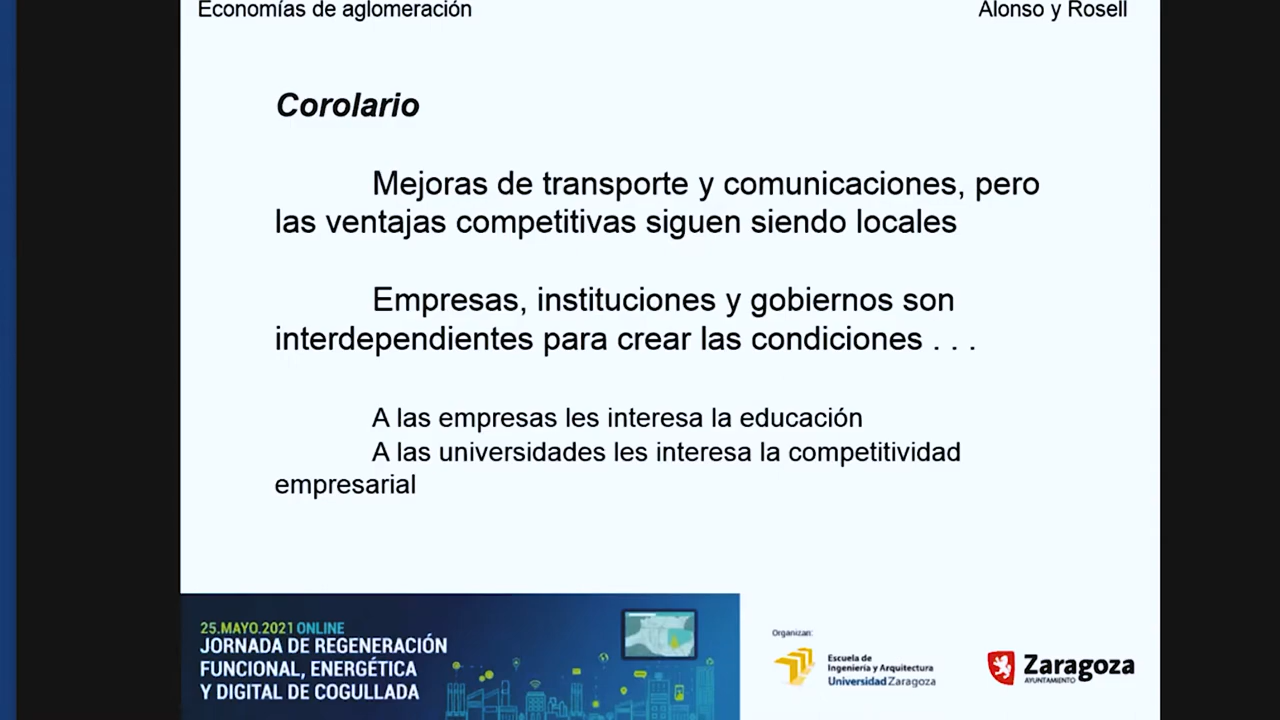 Economías de aglomeración
Alonso y Rosell
Corolario
Mejoras de transporte y comunicaciones, pero
las ventajas competitivas siguen siendo locales
Empresas, instituciones y gobiernos son
interdependientes para crear las condiciones . . .
A las empresas les interesa la educación
A las universidades les interesa la competitividad
empresarial
25.MAYO.2021 ONLINE
JORNADA DE REGENERACIÓN
FUNCIONAL, ENERGÉTICA
Y DIGITAL DE COGULLADA
Organizan:
Escuela de
Ingeniería y Arquitectura
Universidad Zaragoza
Zaragoza
AYUNTAMIENTO